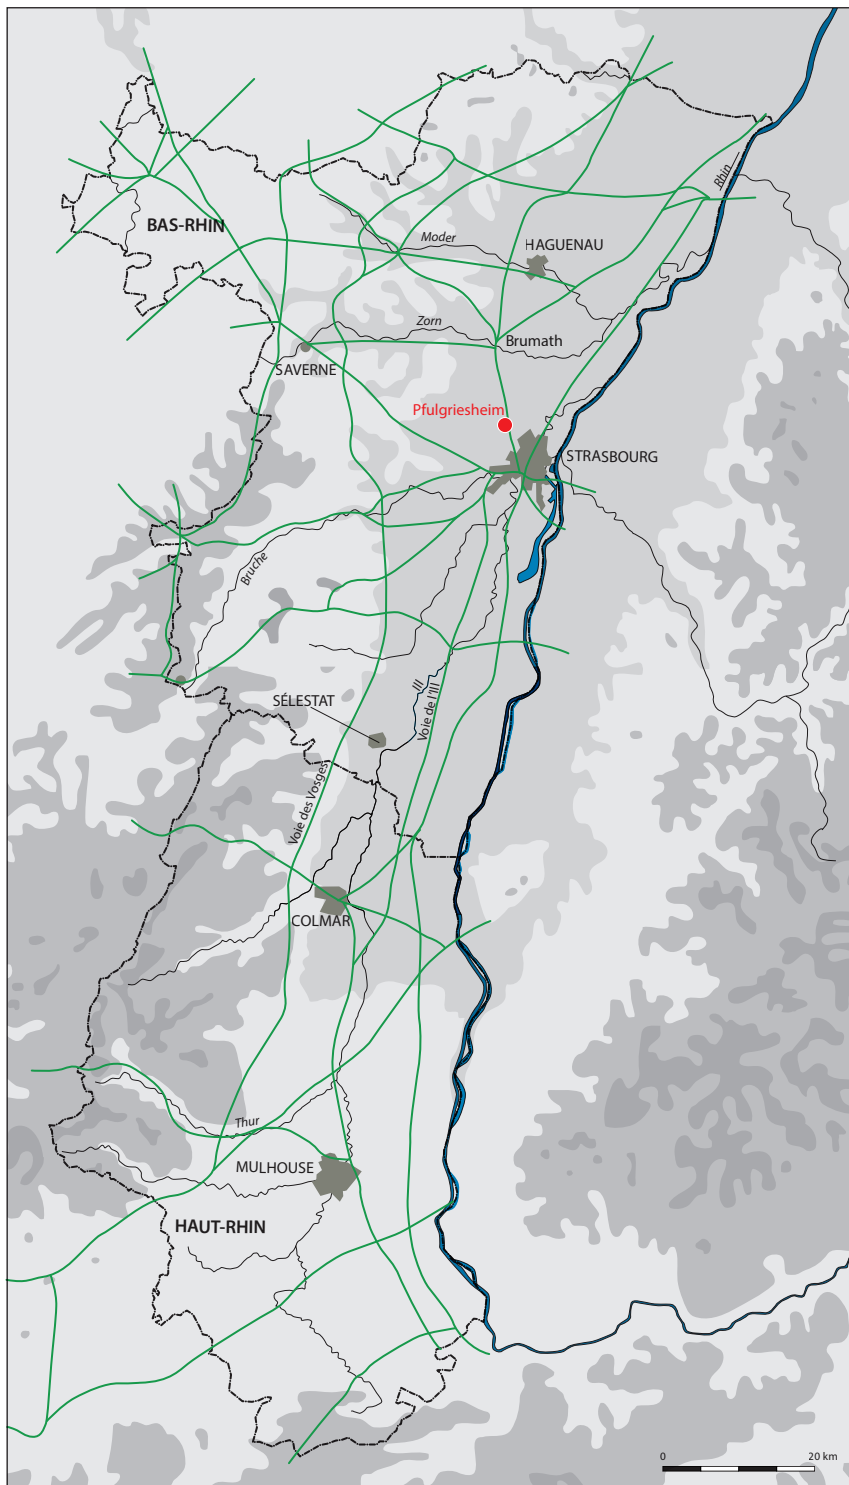 Rhin
BAS-RHIN
Moder
HAGUENAU
Zorn
Brumath
SAVERNE
Pfulgriesheim
STRASBOURG
Bruche
Ill
SÉLESTAT
Voie de l'Ill
Voie des Vosges
COLMAR
Thur
MULHOUSE
HAUT-RHIN
0 20 km